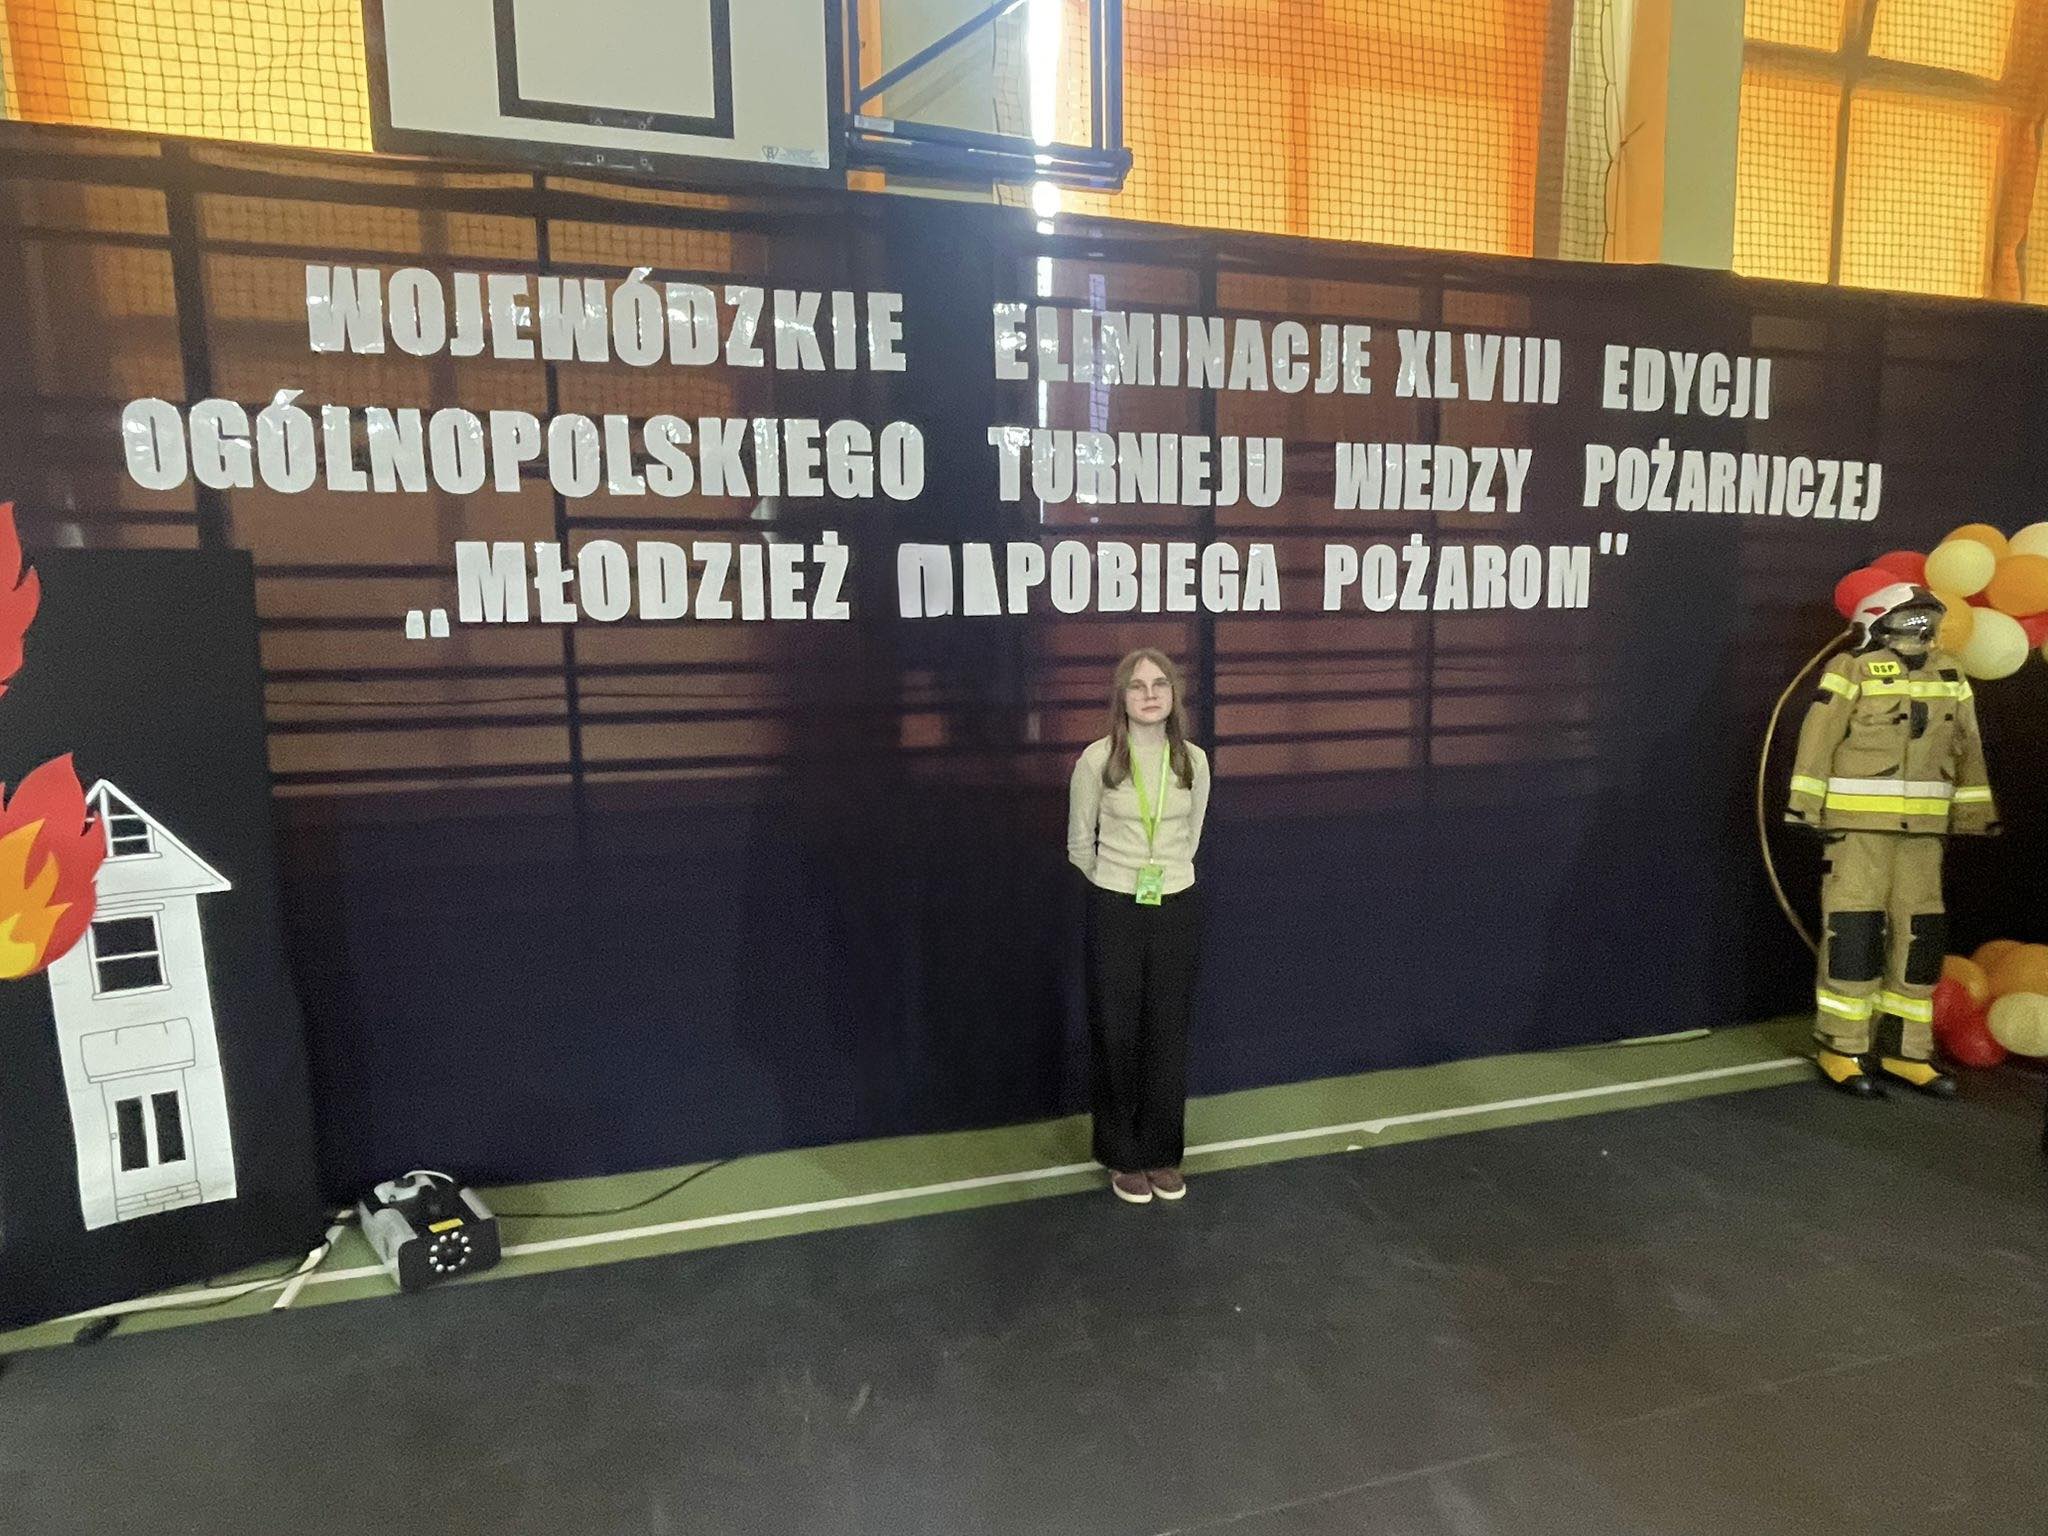 WOJEWÓDZKIE ELIMINACJE XLVIII EDYCJI
OGÓLNOPOLSKIEGO TURNIEJU WIEDZY POŻARNICZEJ
„MŁODZIEŻ ZAPOBIEGA POŻAROM"
OSP